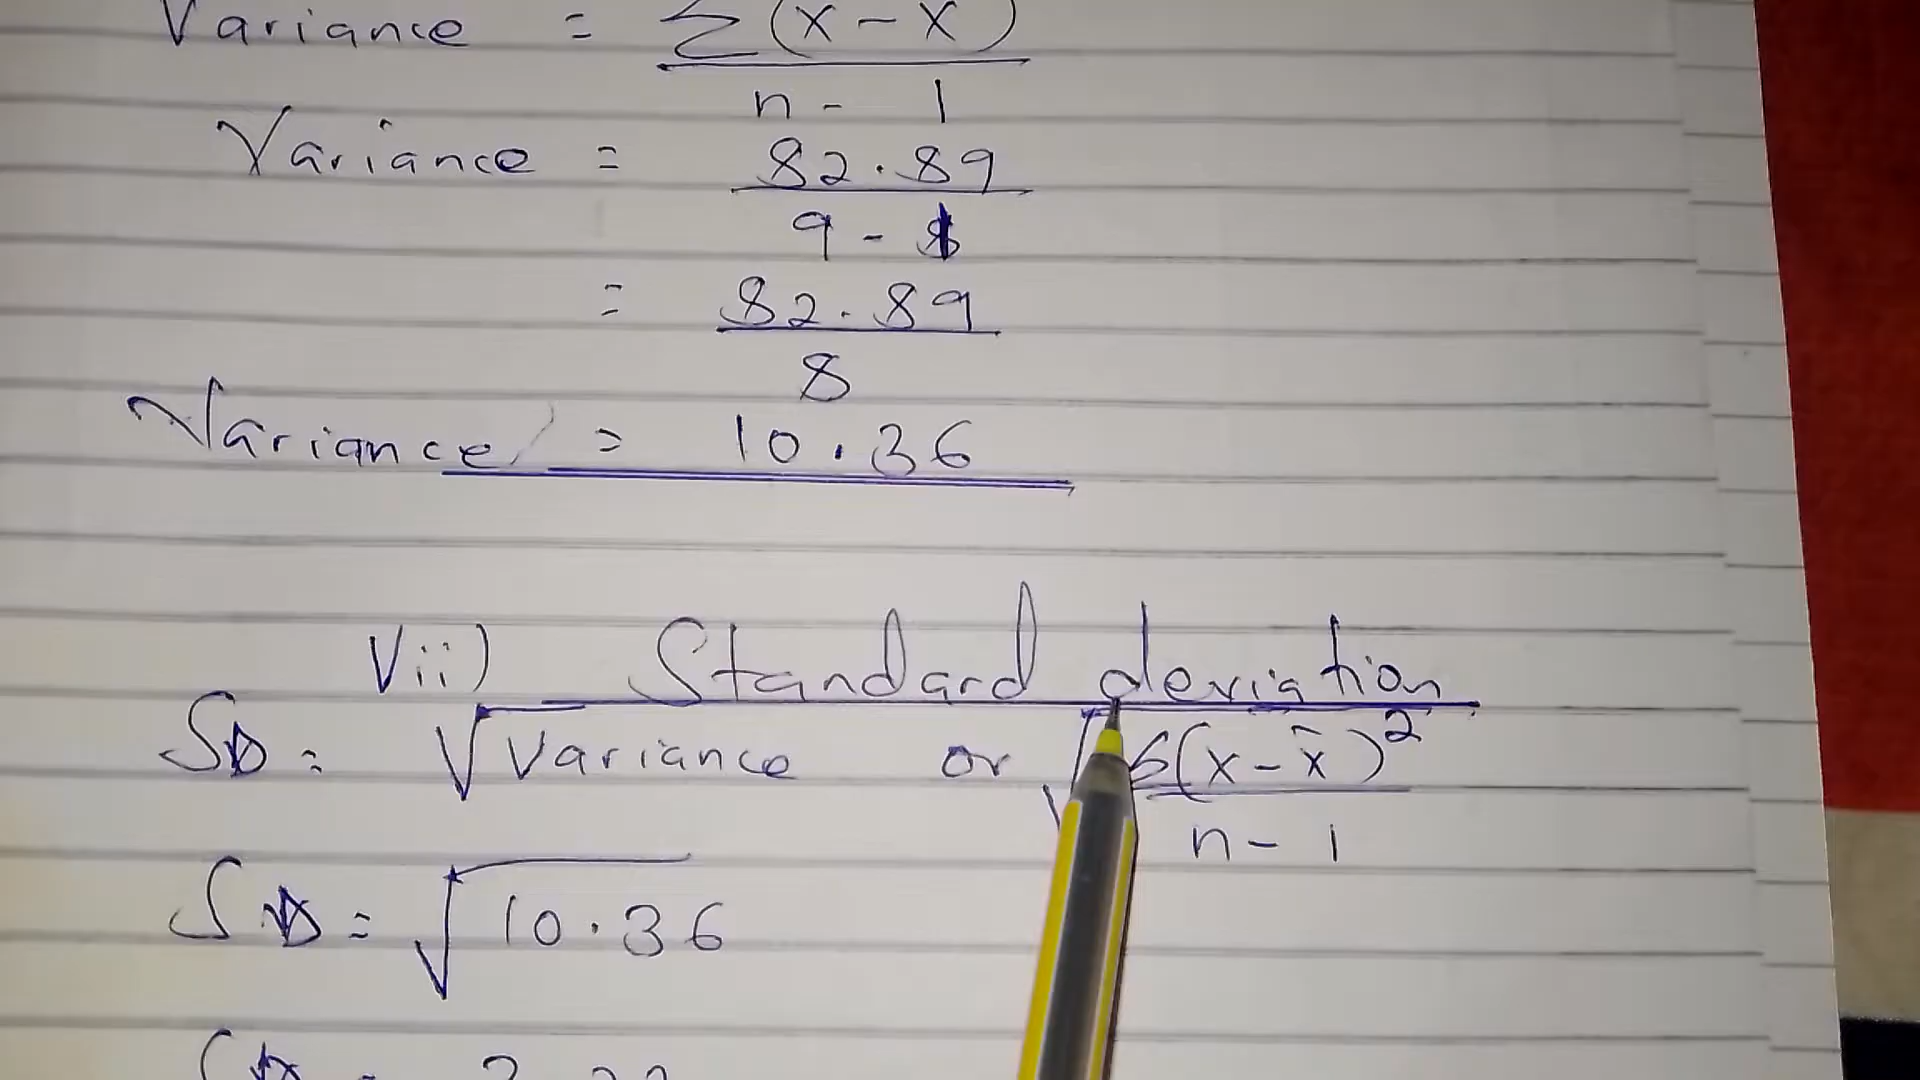 Variance = Σ(x - x)
n - 1
Variance = 82.89
9 - 1
= 82.89
8
Variance = 10.36
Vii) Standard deviation
SD = √Variance or √Σ(x - x̄)²
n - 1
SD = √10.36
SD =